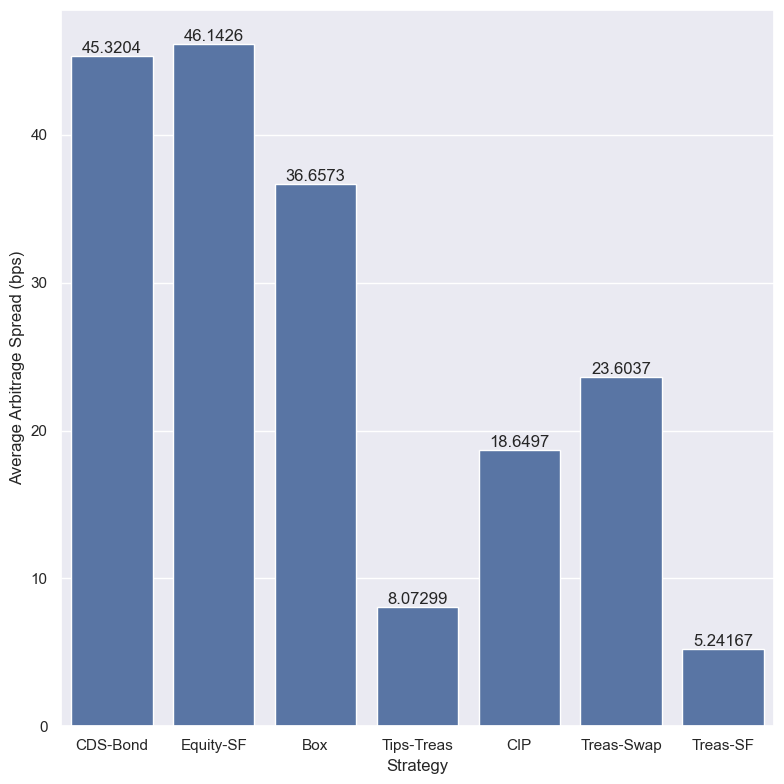 Average Arbitrage Spread (bps)
40
30
20
10
0
45.3204
46.1426
36.6573
8.07299
18.6497
23.6037
5.24167
CDS-Bond
Equity-SF
Box
Tips-Treas
CIP
Treas-Swap
Treas-SF
Strategy